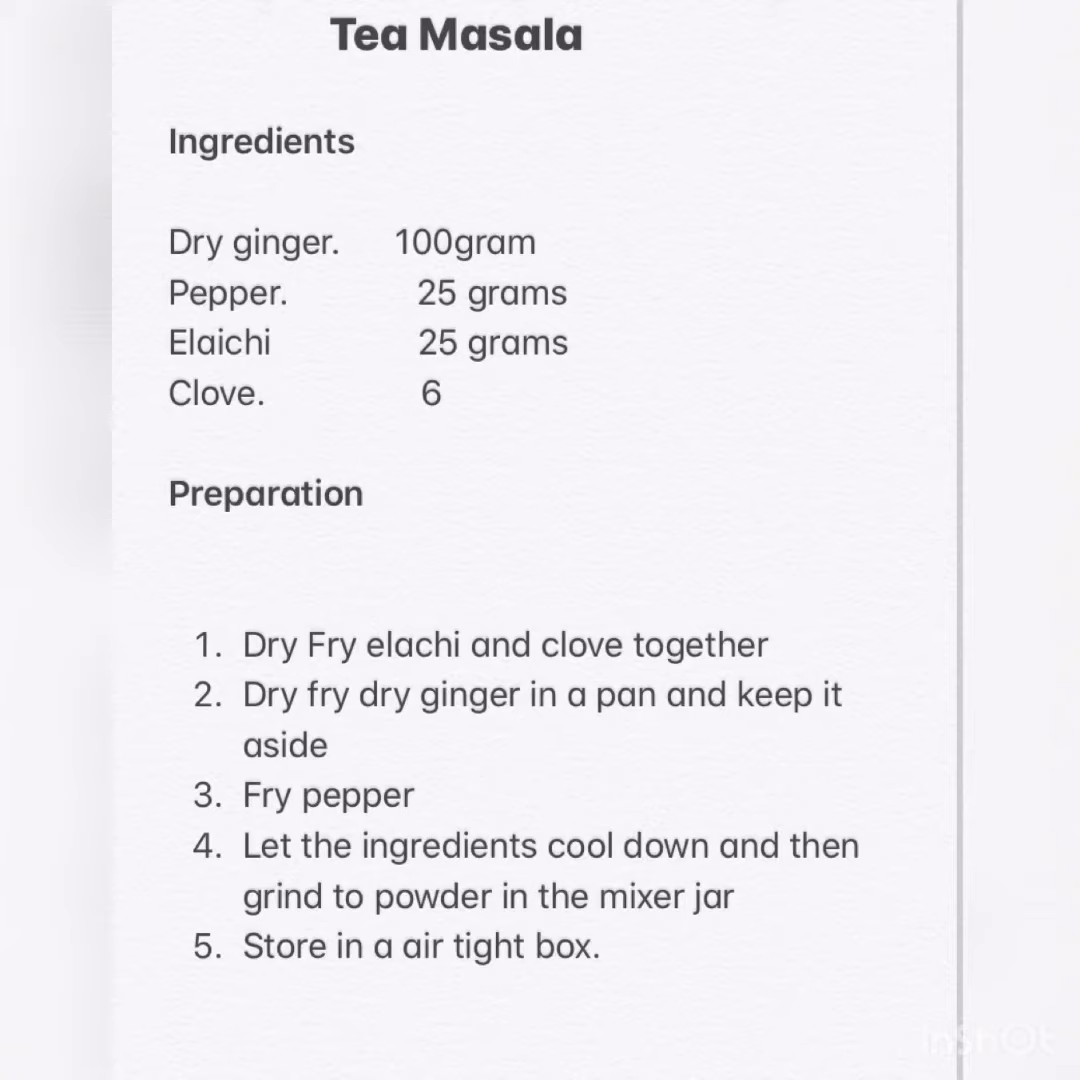 Tea Masala
Ingredients
Dry ginger. 100gram
Pepper. 25 grams
Elaichi 25 grams
Clove. 6
Preparation
1. Dry Fry elachi and clove together
2. Dry fry dry ginger in a pan and keep it
aside
3. Fry pepper
4. Let the ingredients cool down and then
grind to powder in the mixer jar
5. Store in a air tight box.
InShOt